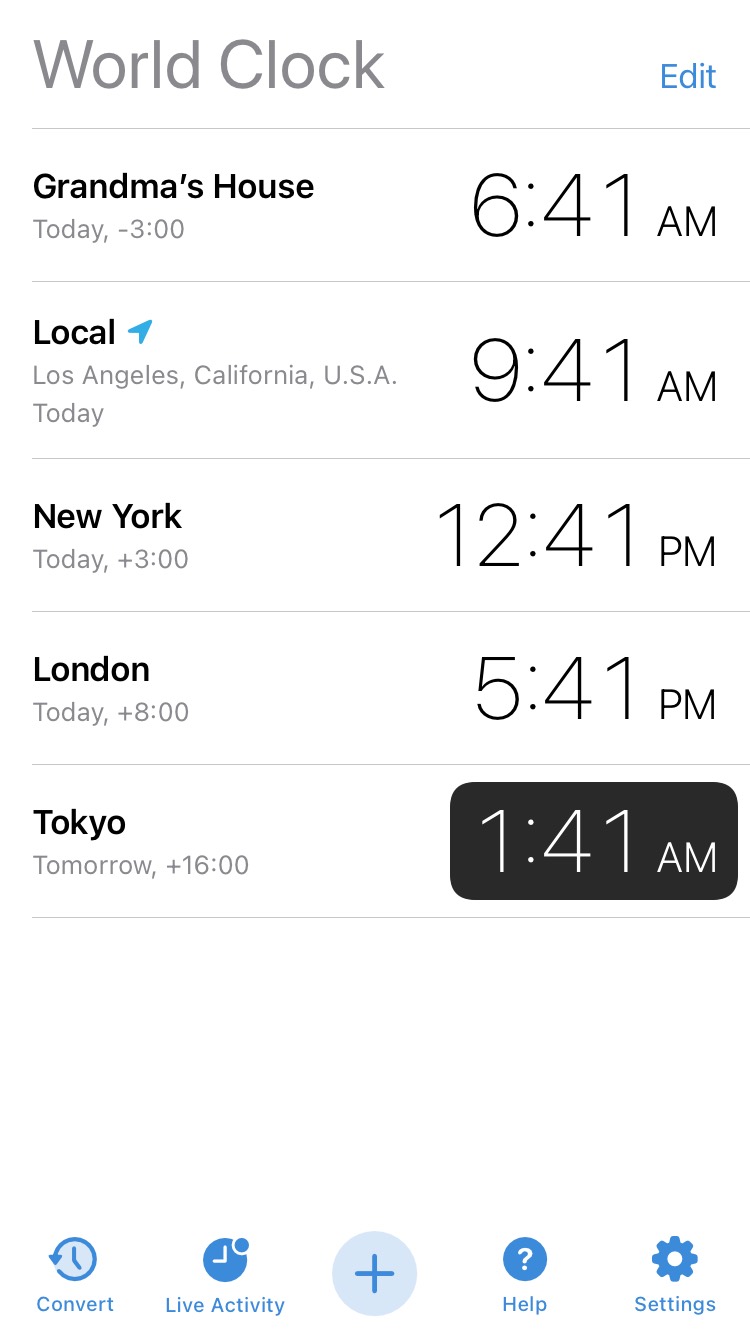 World Clock
Edit
Grandma’s House
Today, -3:00
6:41 AM
Local
Los Angeles, California, U.S.A.
Today
9:41 AM
New York
Today, +3:00
12:41 PM
London
Today, +8:00
5:41 PM
Tokyo
Tomorrow, +16:00
1:41 AM
Convert
Live Activity
Help
Settings